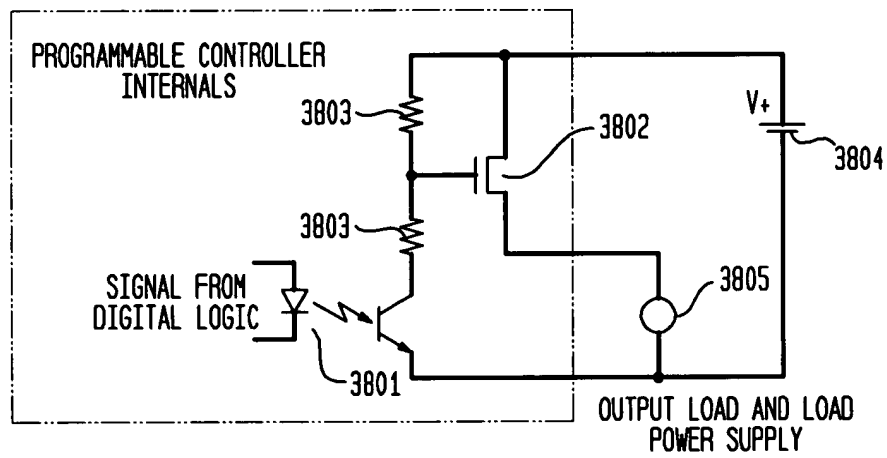 PROGRAMMABLE CONTROLLER
INTERNALS
3803
3802
V+
3804
3803
SIGNAL FROM
DIGITAL LOGIC
3805
3801
OUTPUT LOAD AND LOAD
POWER SUPPLY